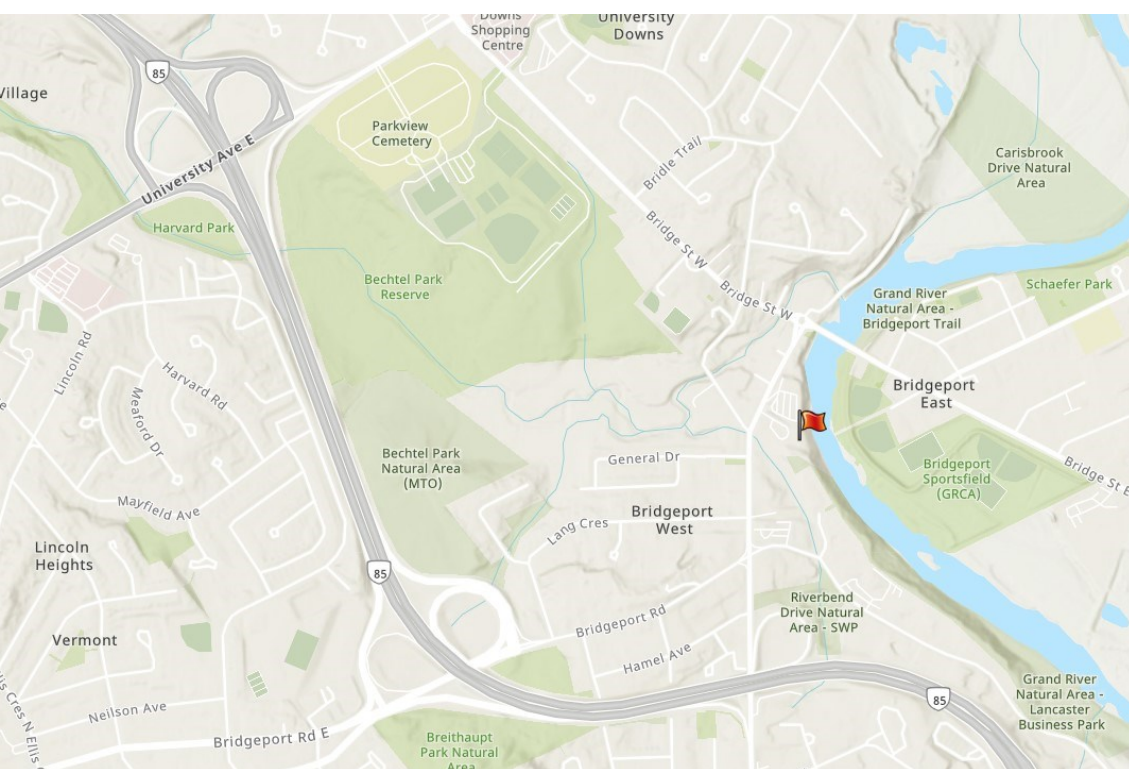 Downs
Shopping
Centre
University
Downs
85
Village
Parkview
Cemetery
University Ave E
Bridle Trail
Carisbrook
Drive Natural
Area
Harvard Park
Bridge St W
Bechtel Park
Reserve
Bridge St W
Grand River
Natural Area -
Bridgeport Trail
Schaefer Park
Lincoln Rd
Harvard Rd
Meaford Dr
Bridgeport
East
Bechtel Park
Natural Area
(MTO)
General Dr
Bridgeport
Sportsfield
(GRCA)
Bridge St E
Mayfield Ave
Lang Cres
Bridgeport
West
Lincoln
Heights
85
Riverbend
Drive Natural
Area - SWP
Bridgeport Rd
Vermont
Hamel Ave
Ellis Cres N
Ellis
Neilson Ave
Bridgeport Rd E
85
Grand River
Natural Area -
Lancaster
Business Park
Breithaupt
Park Natural
Area